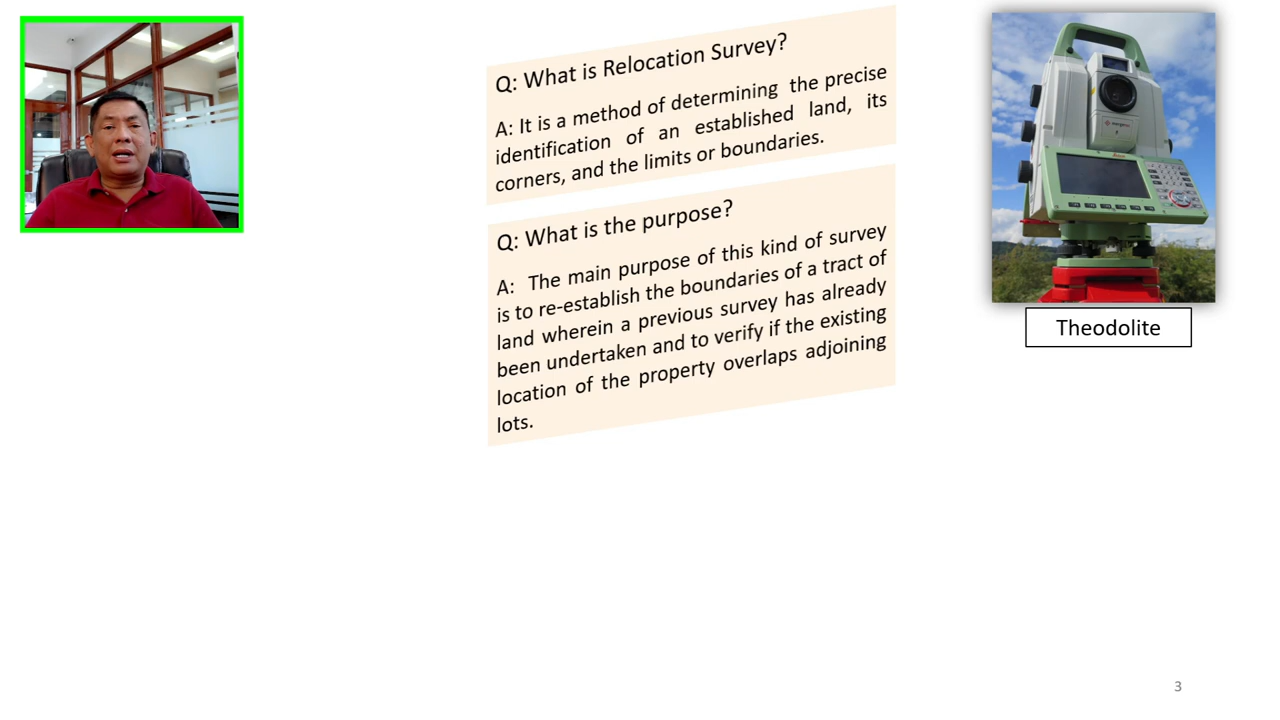 Q: What is Relocation Survey?
A: It is a method of determining the precise
identification of an established land, its
corners, and the limits or boundaries.
Q: What is the purpose?
A: The main purpose of this kind of survey
is to re-establish the boundaries of a tract of
land wherein a previous survey has already
been undertaken and to verify if the existing
location of the property overlaps adjoining
lots.
Theodolite
3